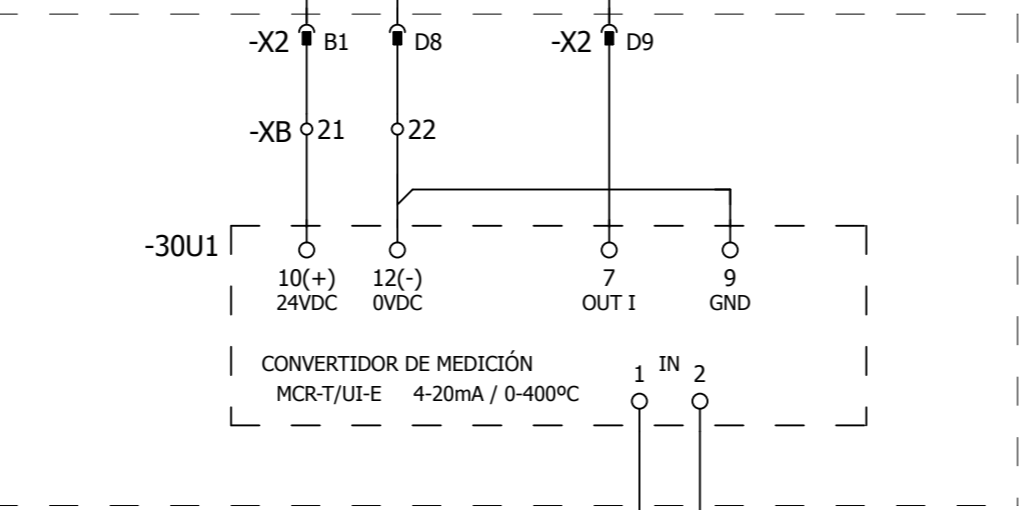 -X2 B1 D8 -X2 D9
-XB 21 22
-30U1
10(+) 12(-) 7 9
24VDC 0VDC OUT I GND
CONVERTIDOR DE MEDICIÓN
1 IN 2
MCR-T/UI-E 4-20mA / 0-400ºC